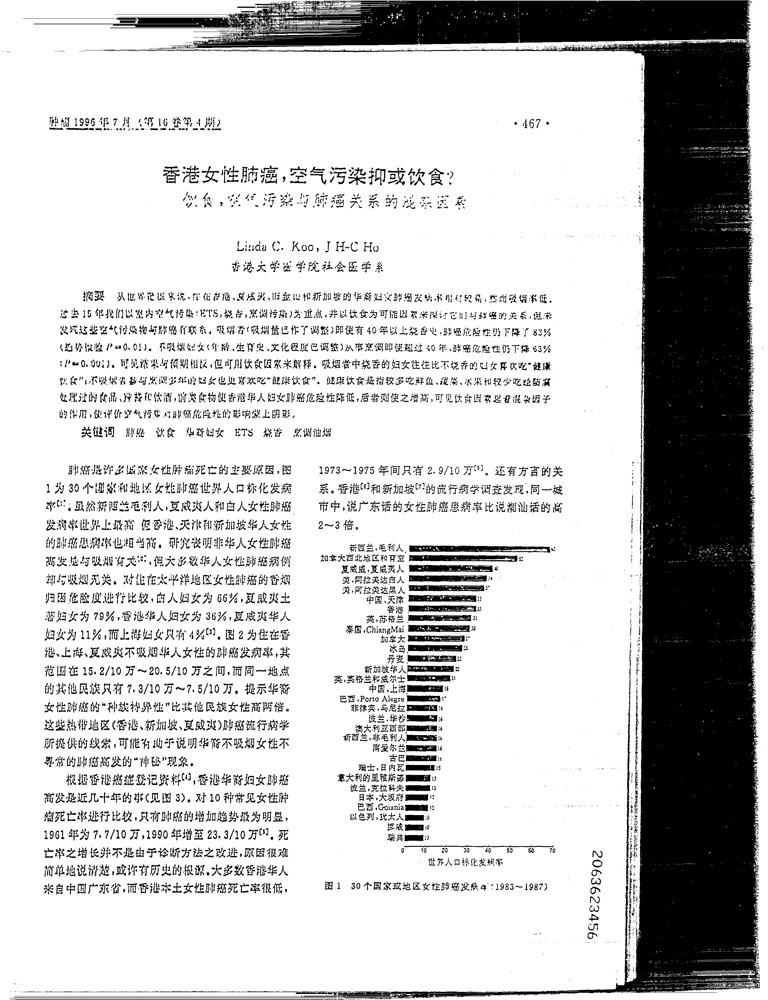 肿瘤 1996 年 7 月 (第 16 卷第 4 期)
·467·
香港女性肺癌,空气污染抑或饮食?
饮食,空气污染与肺癌关系的混杂因素
Linda C. Koo, J H-C Ho
香港大学医学院社会医学系
摘要 从世界范围来说,住在香港、夏威夷、旧金山和新加坡的华裔妇女肺癌发病率相对较高,然而吸烟率低。
过去 15 年我们以室内空气污染(ETS,烧香,烹调污染)为重点,并以饮食为可能因素来探讨它们与肺癌的关系,但未
发现这些空气污染物与肺癌有联系。吸烟者(吸烟量已作了调整)即使有 40 年以上烧香史,肺癌危险性仍下降了 83%
(趋势检验 P=0.01)。不吸烟妇女(年龄、生育史、文化程度已调整)从事烹调即使超过 40 年,肺癌危险性仍下降 63%
可见结果与预期相反,但可用饮食因素来解释。吸烟者中烧香的妇女往往比不烧香的妇女喜欢吃“健康
饮食”;不吸烟者参与烹调多年的妇女也更喜欢吃“健康饮食”。健康饮食是指较多吃鲜鱼、蔬菜、水果和较少吃经防腐
处理过的食品、腌and饮酒,前类食物使香港华人妇女肺癌危险性降低,后者则使之增高,可见饮食因素起着混杂因子
的作用,使评价空气污染对肺癌危险性的影响蒙上阴影。
关键词 肺癌 饮食 华裔妇女 ETS 烧香 烹调油烟
肺癌是许多国家女性肿瘤死亡的主要原因,图
1 为 30 个国家和地区女性肺癌世界人口标化发病
率[1]。虽然新西兰毛利人,夏威夷人和白人女性肺癌
发病率世界上最高 但香港、天津和新加坡华人女性
的肺癌患病率也相当高。研究表明非华人女性肺癌
高发是与吸烟有关[2],但大多数华人女性肺癌病例
却与吸烟无关。对住在太平洋地区女性肺癌的香烟
归因危险度进行比较,白人妇女为 66%,夏威夷土
著妇女为 79%,香港华人妇女为 36%,夏威夷华人
妇女为 11%,而上海妇女只有 4%[3]。图 2 为住在香
港、上海、夏威夷不吸烟华人女性的肺癌发病率,其
范围在 15.2/10 万~20.5/10 万之间,而同一地点
的其他民族只有 7.3/10 万~7.5/10 万。提示华裔
女性肺癌的“种族特异性”比其他民族女性高两倍。
这些热带地区(香港、新加坡、夏威夷)肺癌流行病学
所提供的线索,可能有助于说明华裔不吸烟女性不
寻常的肺癌高发的“神秘”现象。
根据香港癌症登记资料[4],香港华裔妇女肺癌
高发是近几十年的事(见图 3)。对 10 种常见女性肿
瘤死亡率进行比较,只有肺癌的增加趋势最为明显,
1961 年为 7.7/10 万,1990 年增至 23.3/10 万[5]。死
亡率之增长并不是由于诊断方法之改进,原因很难
简单地说清楚,或许有历史的根源。大多数香港华人
来自中国广东省,而香港本土女性肺癌死亡率很低,
1973~1975 年间只有 2.9/10 万[5]。还有方言的关
系。香港[6]和新加坡[7]的流行病学调查发现,同一城
市中,说广东话的女性肺癌患病率比说潮汕话的高
2~3 倍。
新西兰,毛利人
加拿大西北地区和育空
夏威夷,夏威夷人
美,阿拉美达白人
美,阿拉美达黑人
中国,天津
香港
英,苏格兰
泰国,ChiangMai
加拿大
冰岛
丹麦
新加坡华人
英,英格兰和威尔士
中国,上海
巴西,Porto Alegre
菲律宾,马尼拉
波兰,华沙
澳大利亚西部
新西兰,非毛利人
南爱尔兰
古巴
瑞士,日内瓦
意大利的里雅斯德
波兰,克拉科夫
日本,大坂府
巴西,Goiania
以色列,犹太人
挪威
瑞典
0 10 20 30 40 50 60 70
世界人口标化发病率
图 1 30 个国家或地区女性肺癌发病率(1983~1987)
2063623456